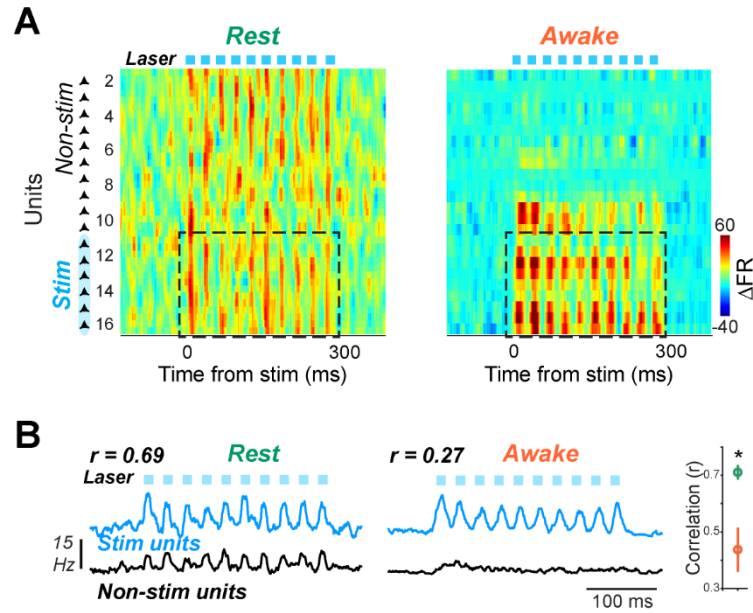 A
Rest
Awake
Laser
Units
Non-stim
Stim
2
4
6
8
10
12
14
16
0
300
Time from stim (ms)
0
300
Time from stim (ms)
60
-40
ΔFR
B
r = 0.69
Rest
r = 0.27
Awake
*
Laser
Stim units
15
Hz
Non-stim units
100 ms
Correlation (r)
0.7
0.5
0.3